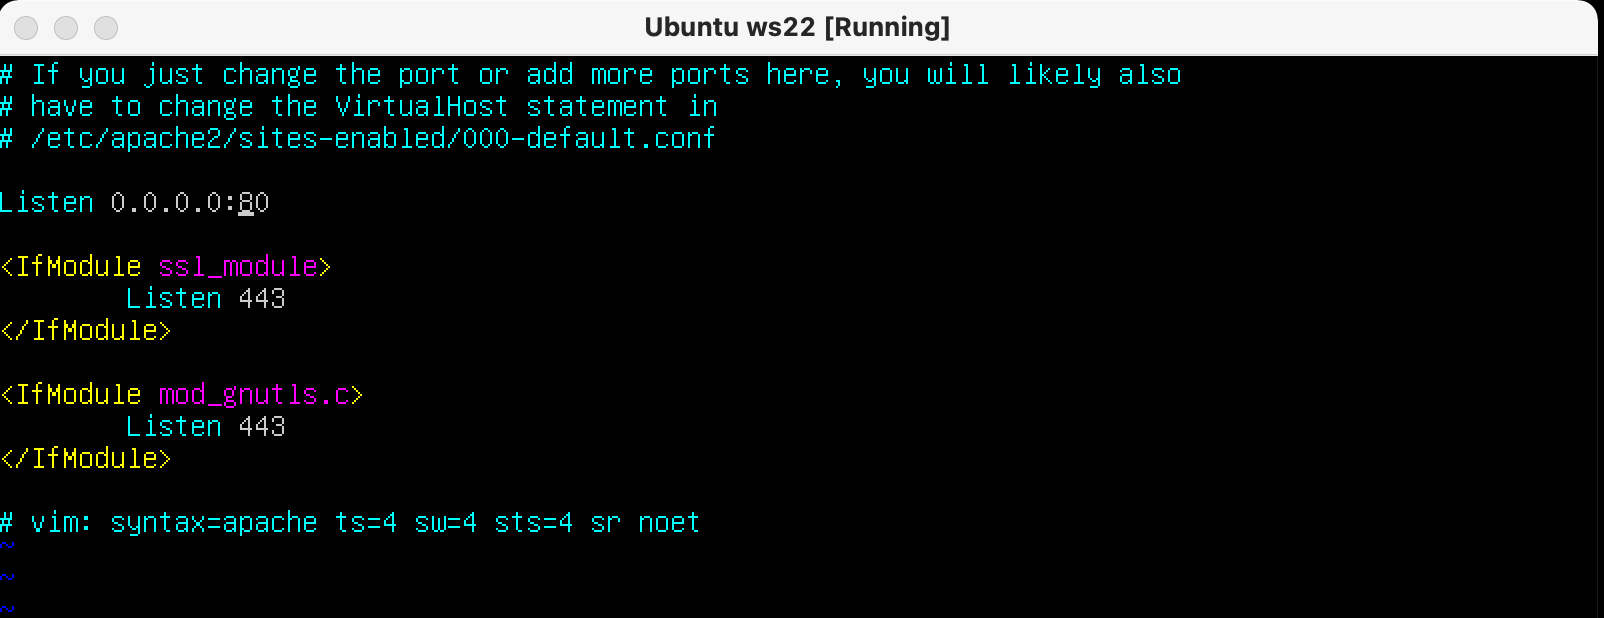 Ubuntu ws22 [Running]
# If you just change the port or add more ports here, you will likely also
# have to change the VirtualHost statement in
# /etc/apache2/sites-enabled/000-default.conf
Listen 0.0.0.0:80
<IfModule ssl_module>
        Listen 443
</IfModule>
<IfModule mod_gnutls.c>
        Listen 443
</IfModule>
# vim: syntax=apache ts=4 sw=4 sts=4 sr noet
~
~
~